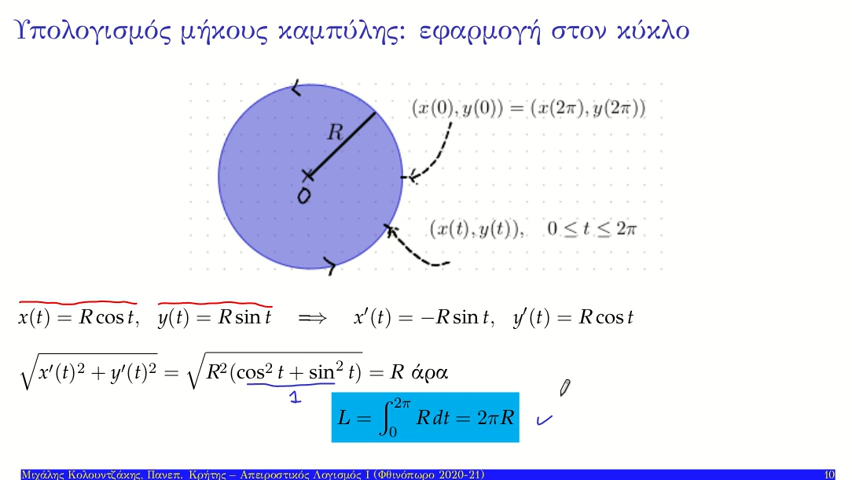 Υπολογισμός μήκους καμπύλης: εφαρμογή στον κύκλο
(x(0), y(0)) = (x(2π), y(2π))
R
O
(x(t), y(t)), 0 ≤ t ≤ 2π
x(t) = R cos t, y(t) = R sin t ⟹ x′(t) = −R sin t, y′(t) = R cos t
√(x′(t)² + y′(t)²) = √(R²(cos² t + sin² t)) = R άρα
1
L = ∫₀^{2π} R dt = 2πR ✓
Μιχάλης Κολουντζάκης, Πανεπ. Κρήτης – Απειροστικός Λογισμός Ι (Φθινόπωρο 2020-21) 10